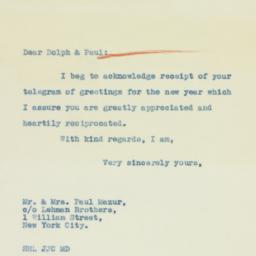 Dear Dolph & Paul:
I beg to acknowledge receipt of your
telegram of greetings for the new year which
I assure you are greatly appreciated and
heartily reciprocated.
With kind regards, I am,
Very sincerely yours,
Mr. & Mrs. Paul Mazur,
c/o Lehman Brothers,
1 William Street,
New York City.
HHL JJC MD